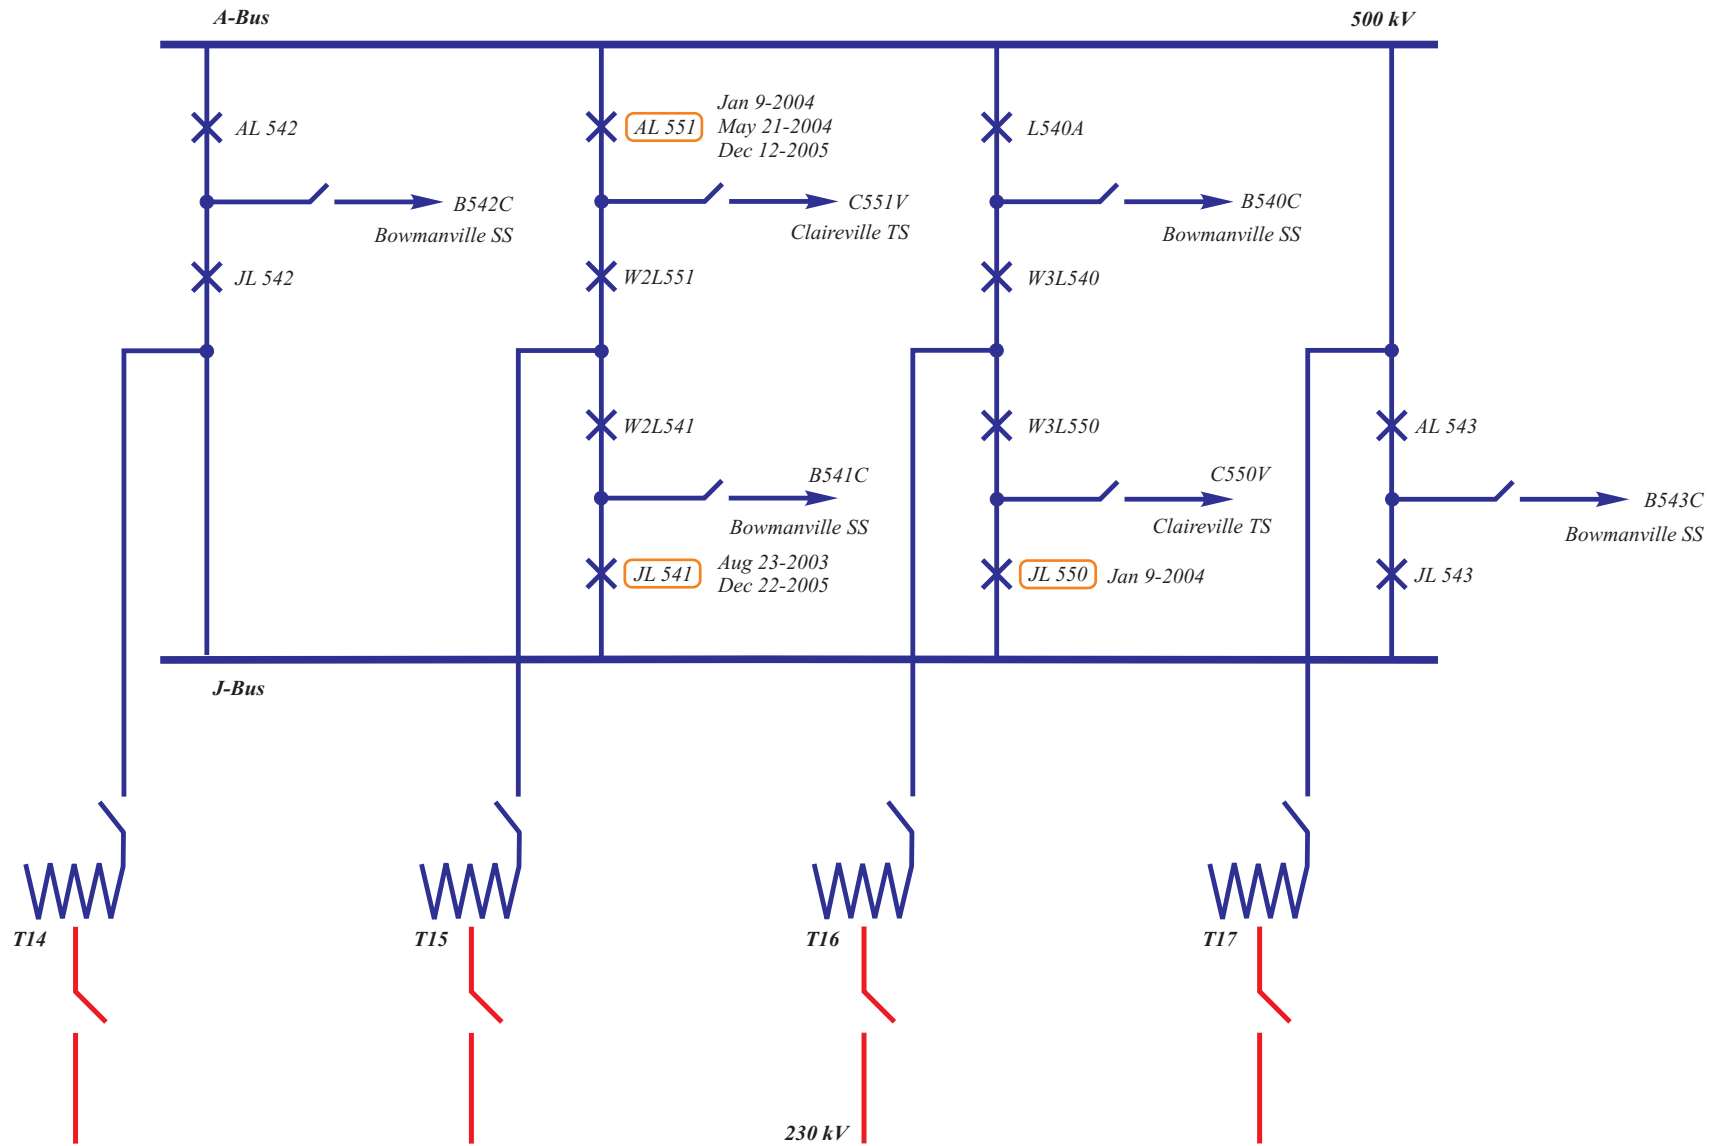 A-Bus
500 kV
AL 542
AL 551
Jan 9-2004
May 21-2004
Dec 12-2005
L540A
B542C
Bowmanville SS
C551V
Claireville TS
B540C
Bowmanville SS
JL 542
W2L551
W3L540
W2L541
W3L550
AL 543
B541C
Bowmanville SS
C550V
Claireville TS
B543C
Bowmanville SS
JL 541
Aug 23-2003
Dec 22-2005
JL 550
Jan 9-2004
JL 543
J-Bus
T14
T15
T16
T17
230 kV